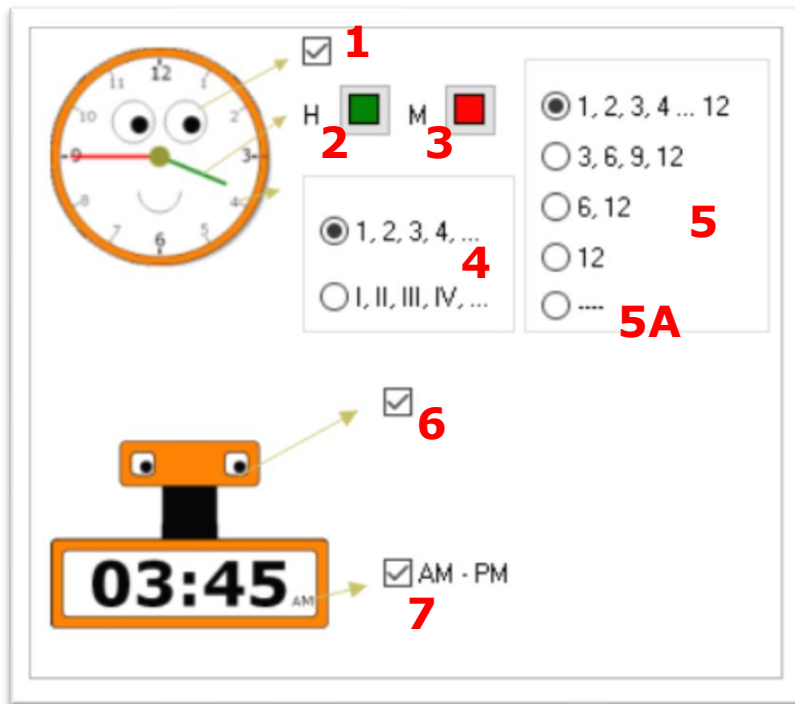 12
11
1
10
2
9
3
8
4
7
5
6
1
H
2
M
3
1, 2, 3, 4, ...
4
I, II, III, IV, ...
1, 2, 3, 4 ... 12
3, 6, 9, 12
6, 12
5
12
----
5A
6
03:45 AM
AM - PM
7